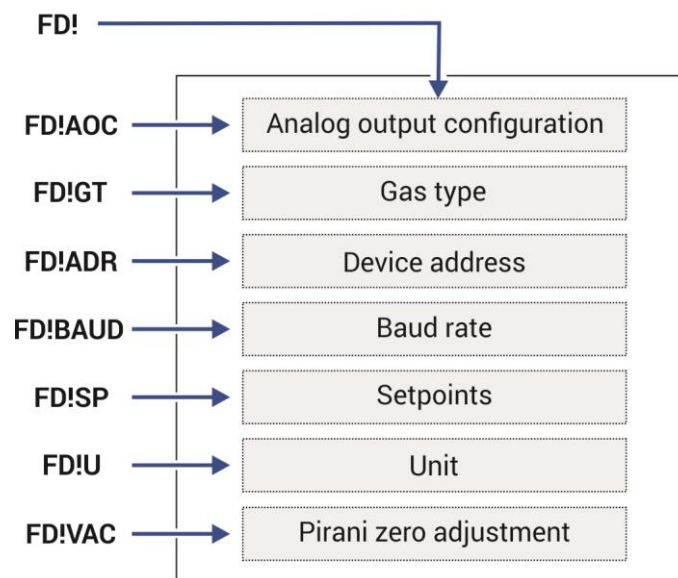 FD!
FD!AOC Analog output configuration
FD!GT Gas type
FD!ADR Device address
FD!BAUD Baud rate
FD!SP Setpoints
FD!U Unit
FD!VAC Pirani zero adjustment